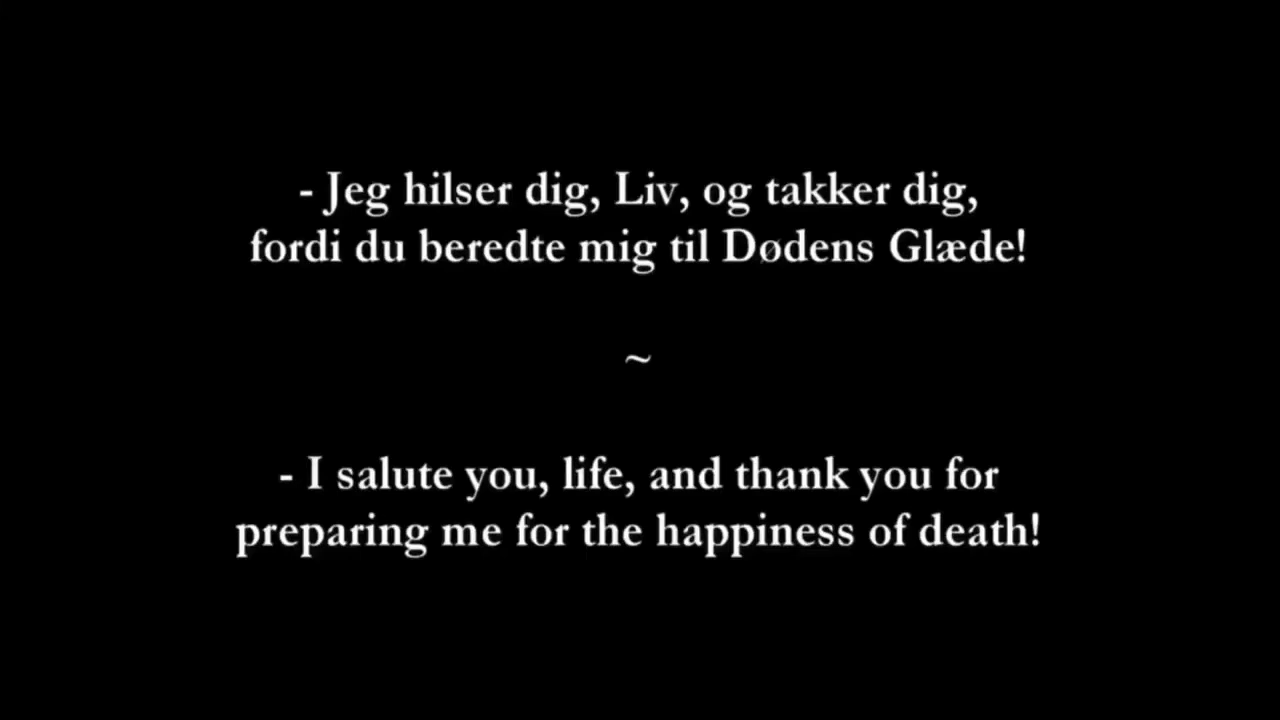 - Jeg hilser dig, Liv, og takker dig,
fordi du beredte mig til Dødens Glæde!
~
- I salute you, life, and thank you for
preparing me for the happiness of death!